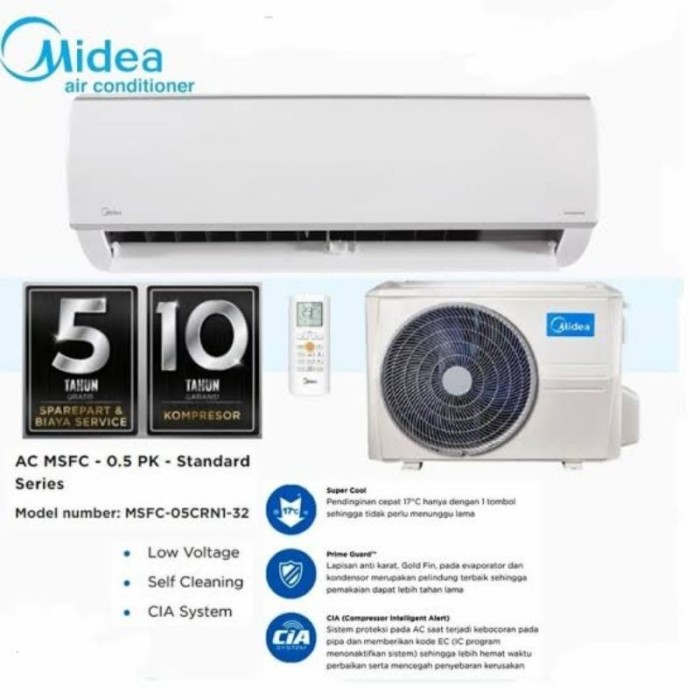 Midea
air conditioner
Midea
5
TAHUN
GRATIS
SPAREPART &
BIAYA SERVICE
10
TAHUN
GARANSI
KOMPRESOR
Midea
Midea
AC MSFC - 0.5 PK - Standard
Series
Model number: MSFC-05CRN1-32
• Low Voltage
• Self Cleaning
• CIA System
17°C
Super Cool
Pendinginan cepat 17°C hanya dengan 1 tombol
sehingga tidak perlu menunggu lama
Prime Guard™
Lapisan anti karat, Gold Fin, pada evaporator dan
kondensor merupakan pelindung terbaik sehingga
pemakaian dapat lebih tahan lama
CIA
SYSTEM
CIA (Compressor Intelligent Alert)
Sistem proteksi pada AC saat terjadi kebocoran pada
pipa dan memberikan kode EC (IC program
menonaktifkan sistem) sehingga lebih hemat waktu
perbaikan serta mencegah penyebaran kerusakan